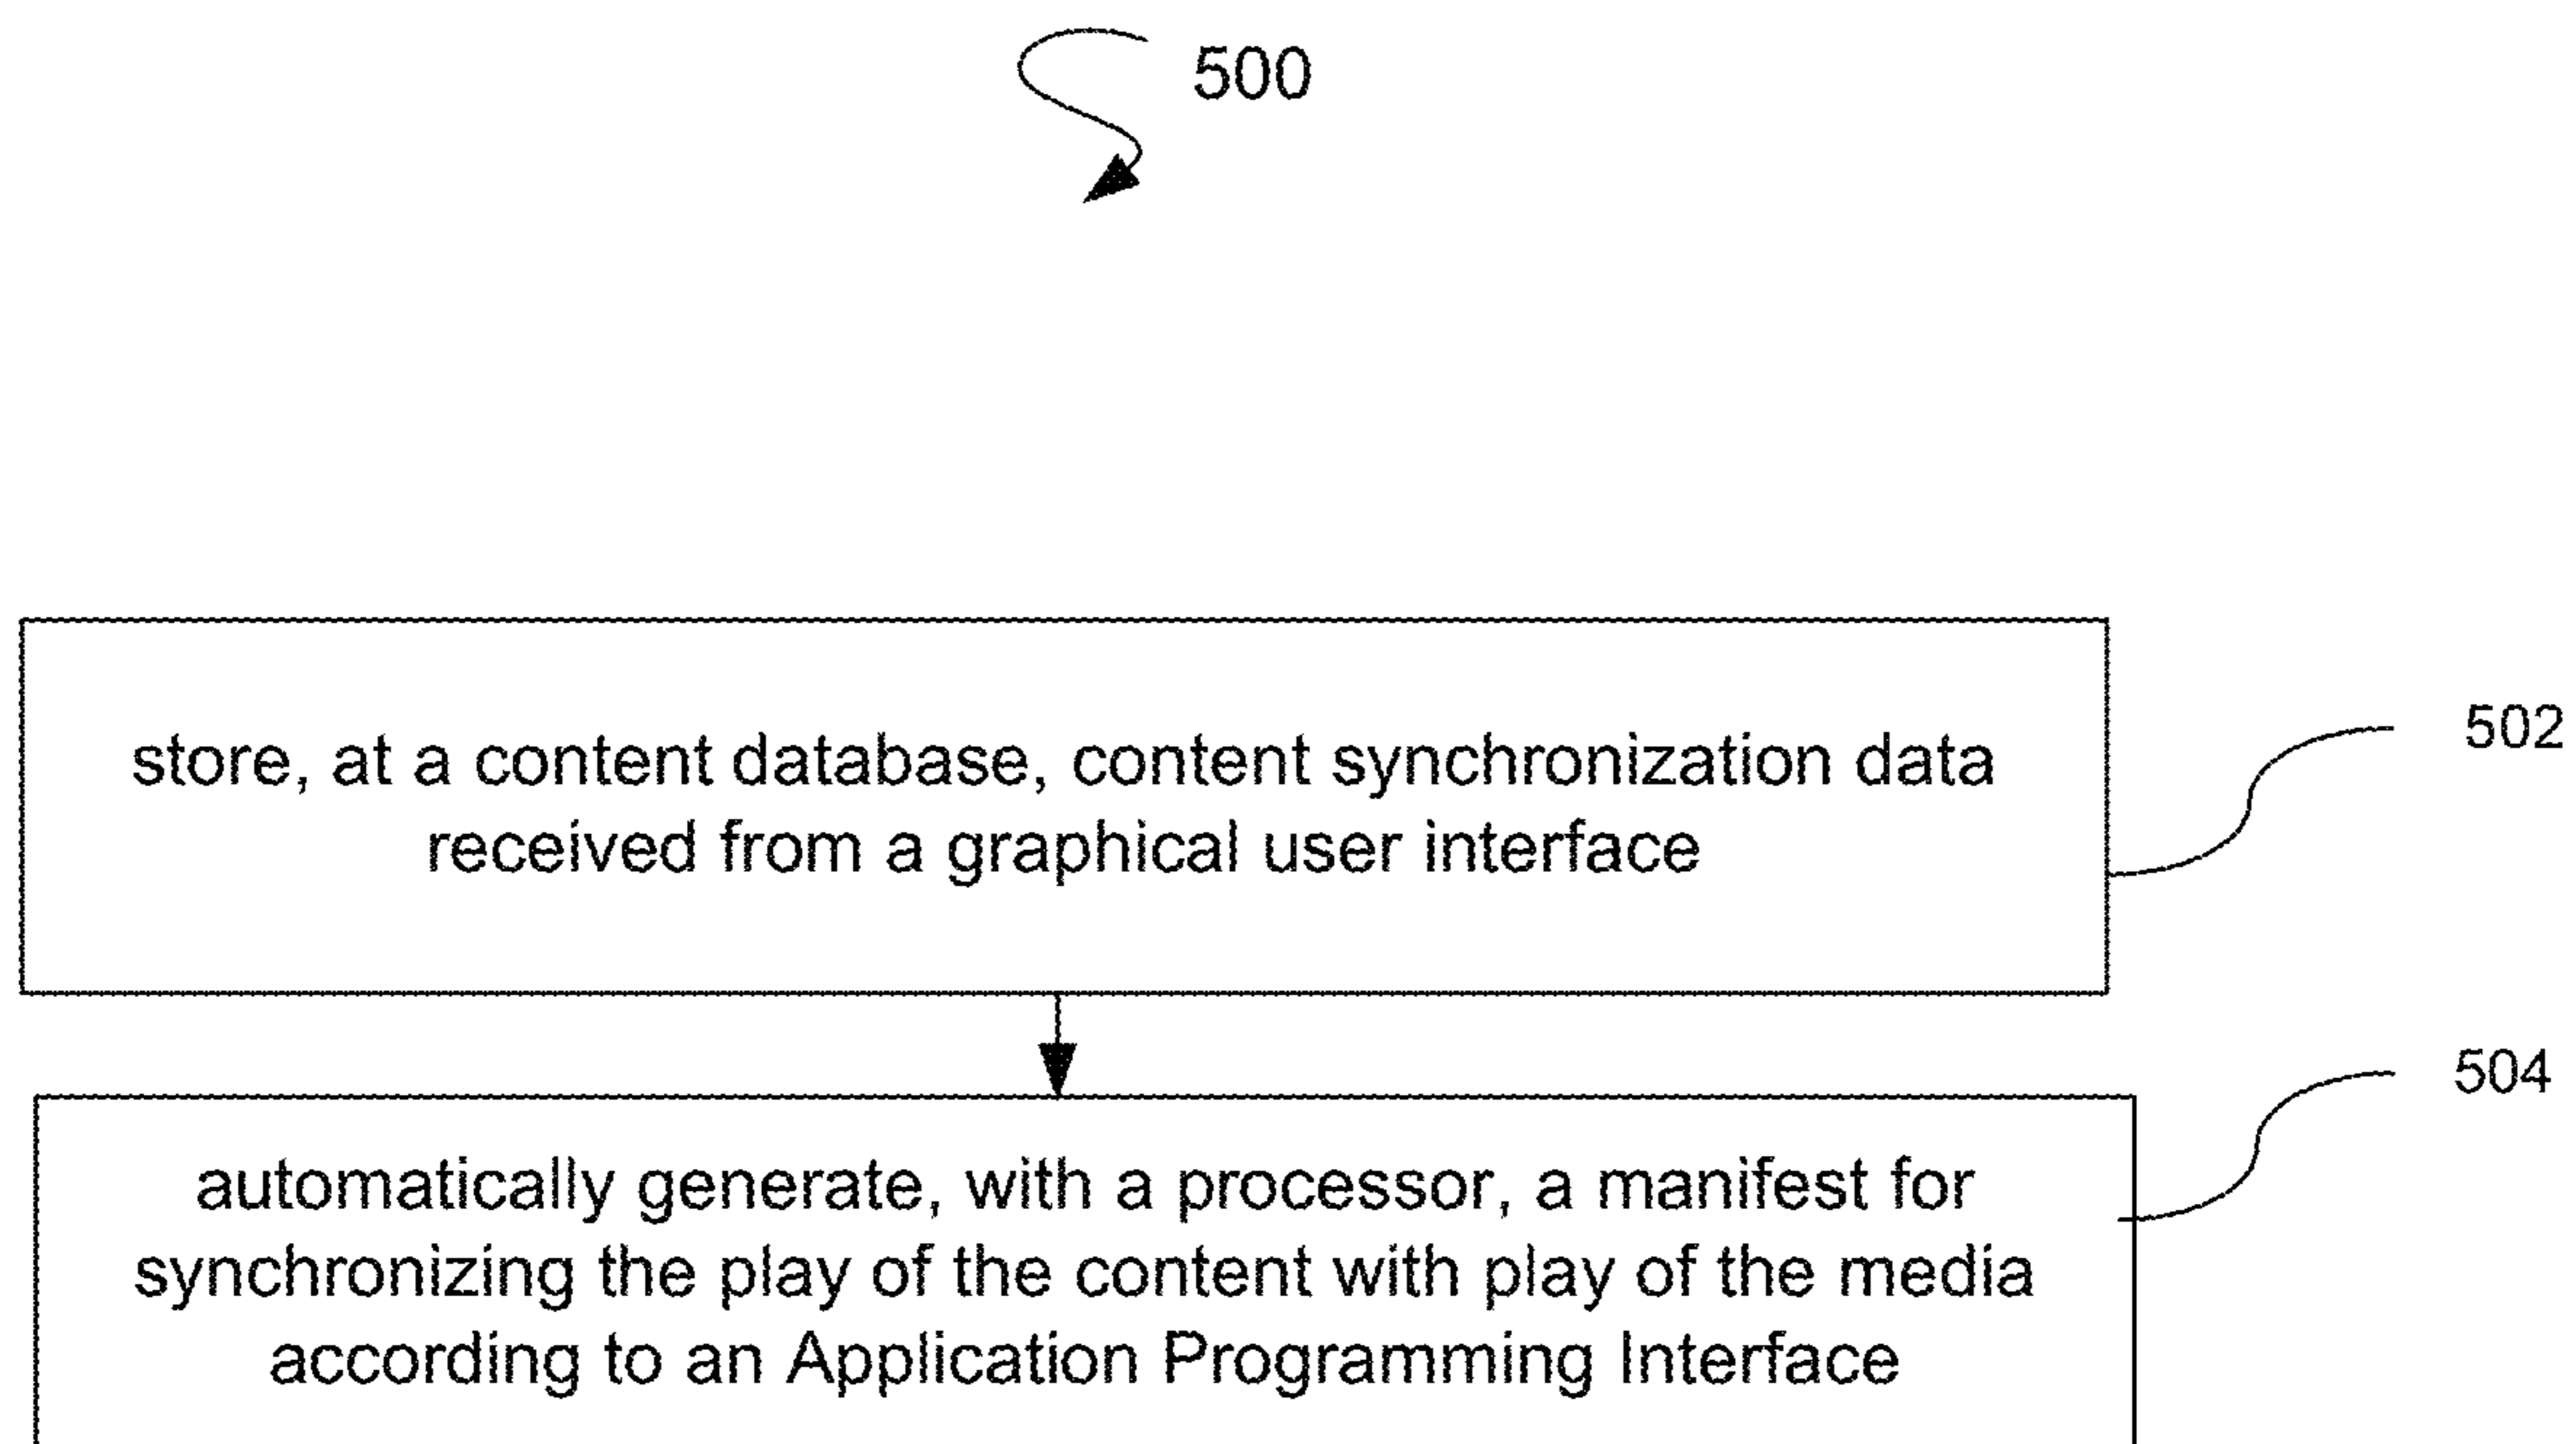 500
store, at a content database, content synchronization data
received from a graphical user interface
502
504
automatically generate, with a processor, a manifest for
synchronizing the play of the content with play of the media
according to an Application Programming Interface